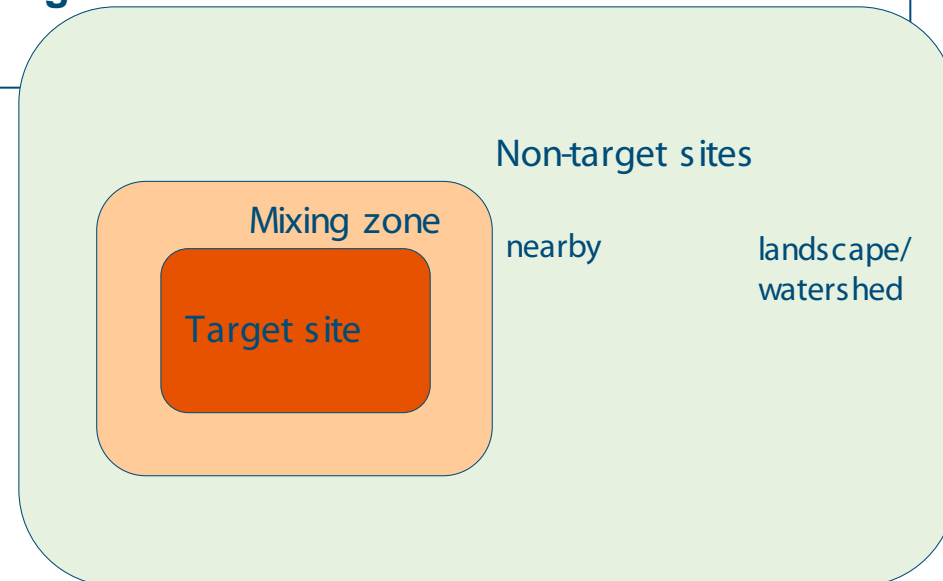 g
Non-target sites
Mixing zone
nearby
landscape/
watershed
Target site